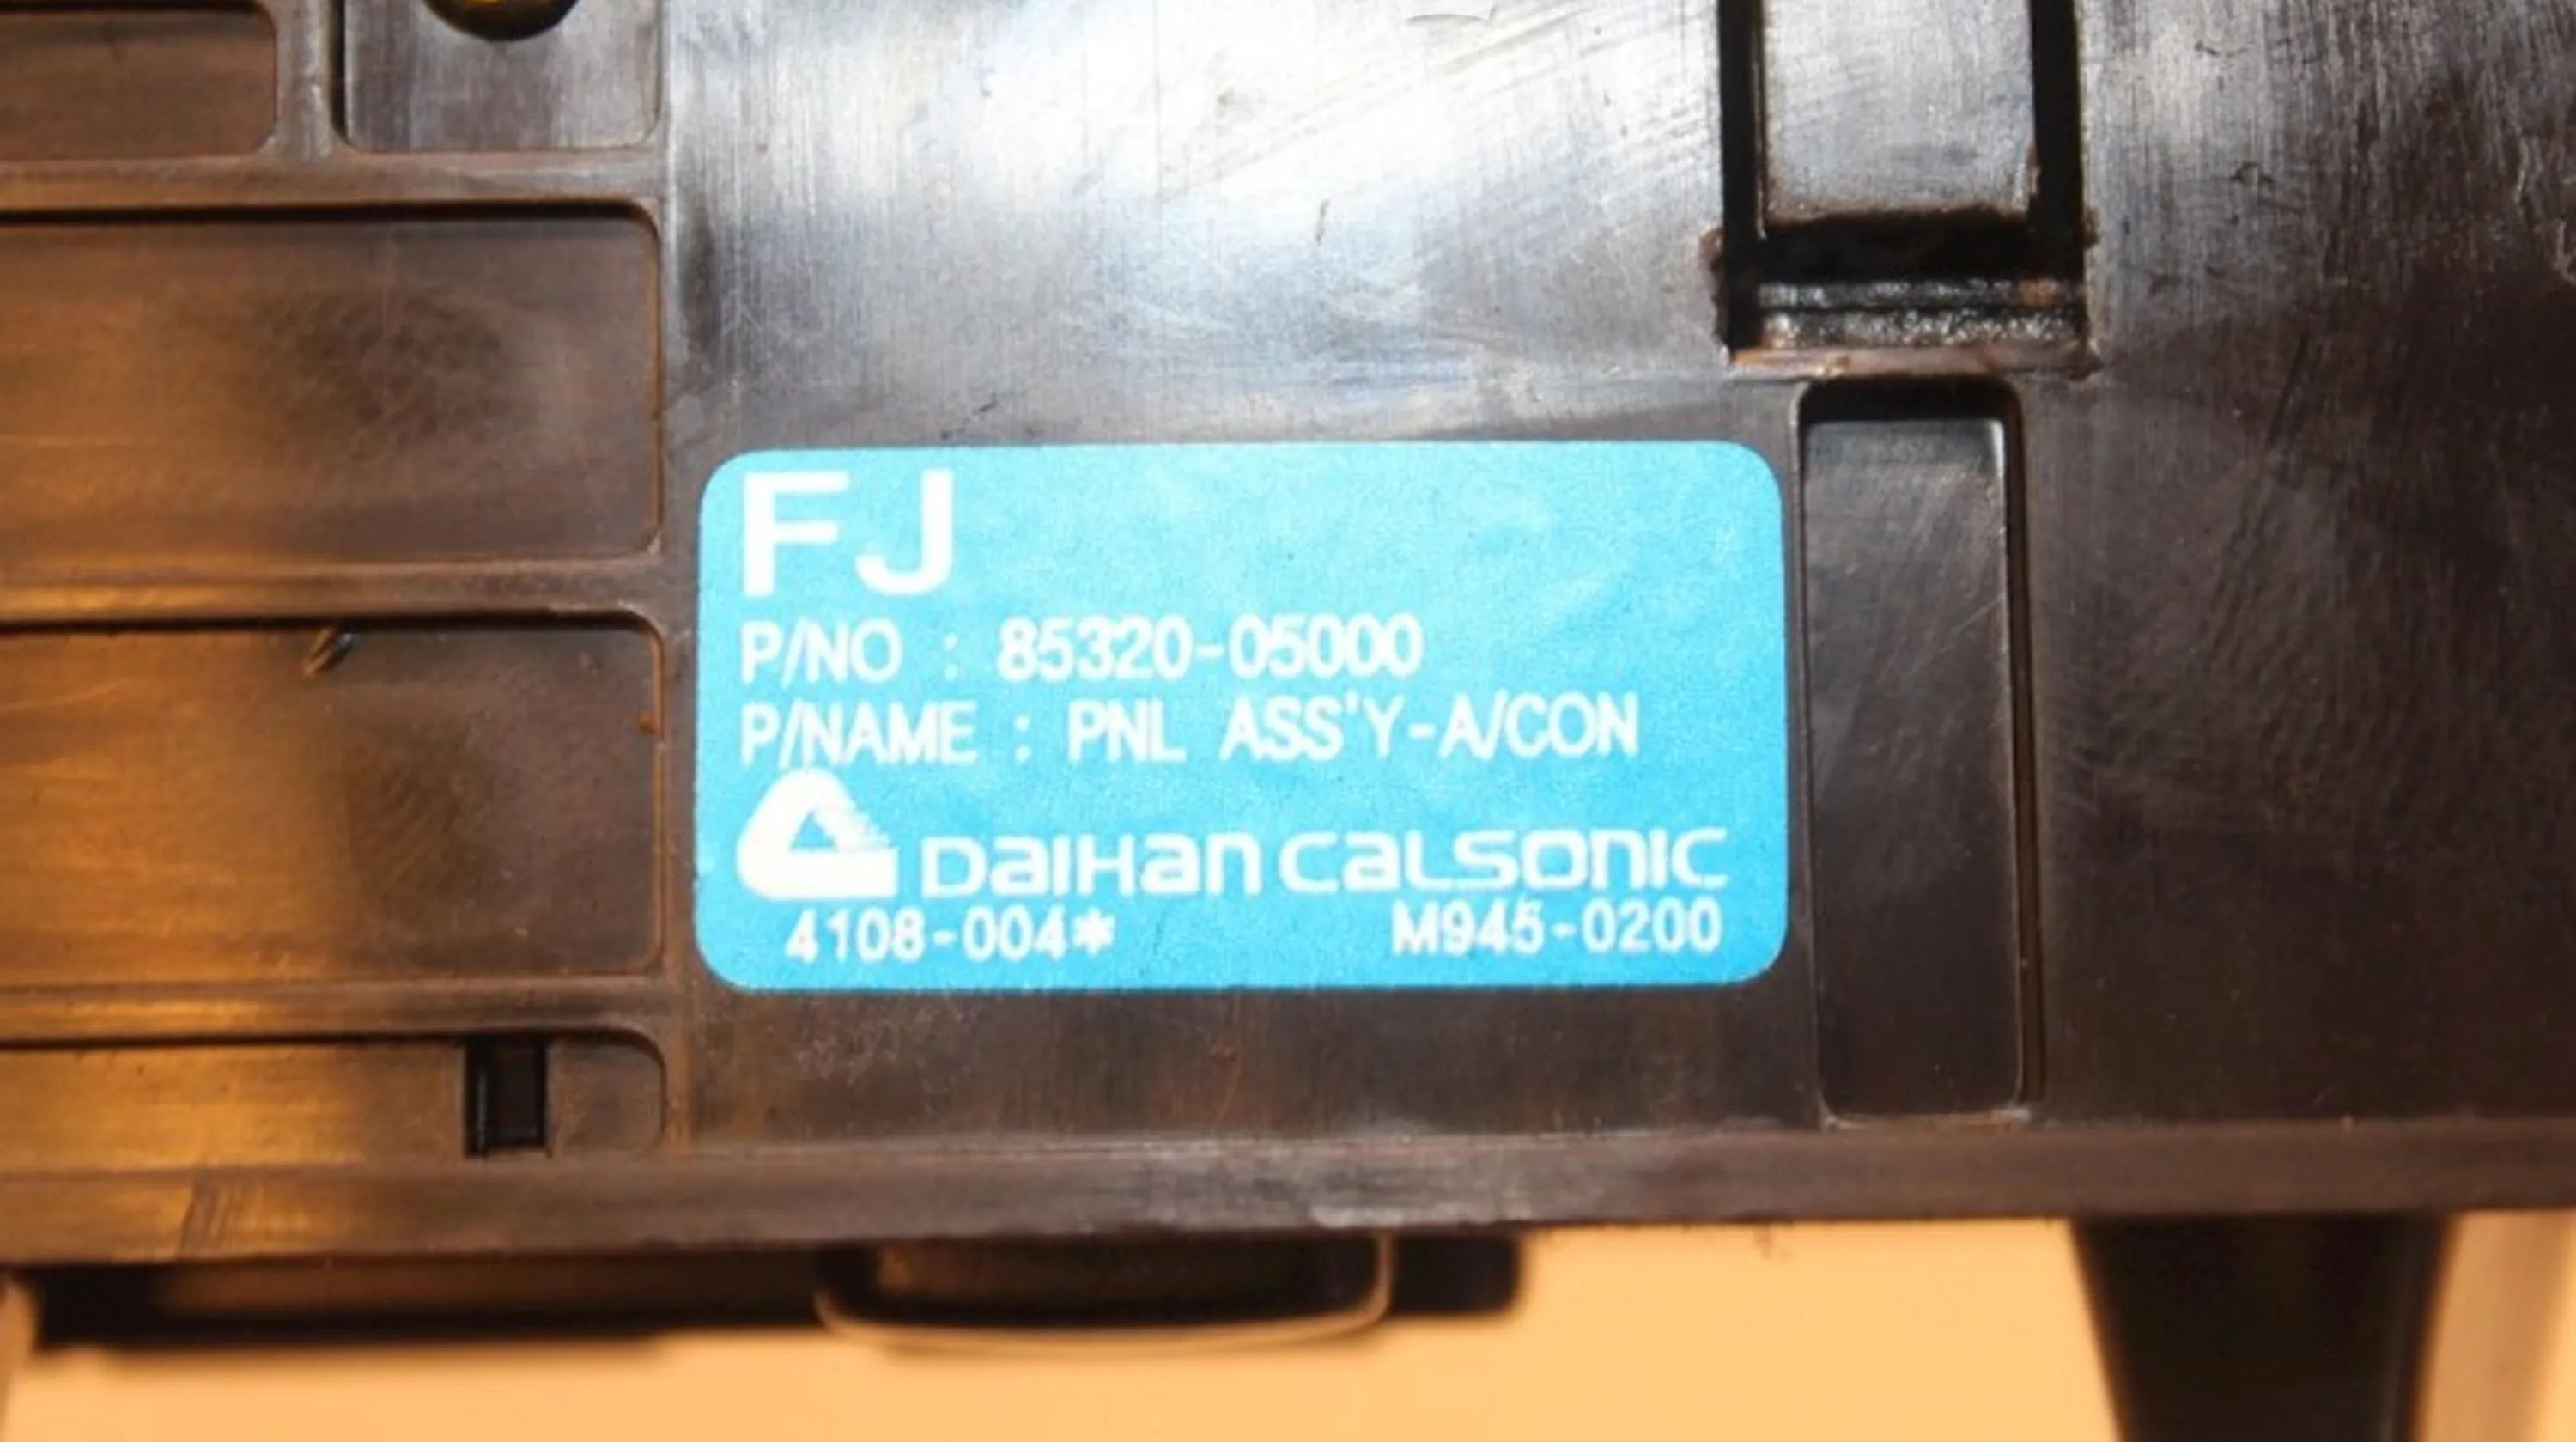 FJ
P/NO : 85320-05000
P/NAME : PNL ASS'Y-A/CON
DAIHAN CALSONIC
4108-004* M945-0200